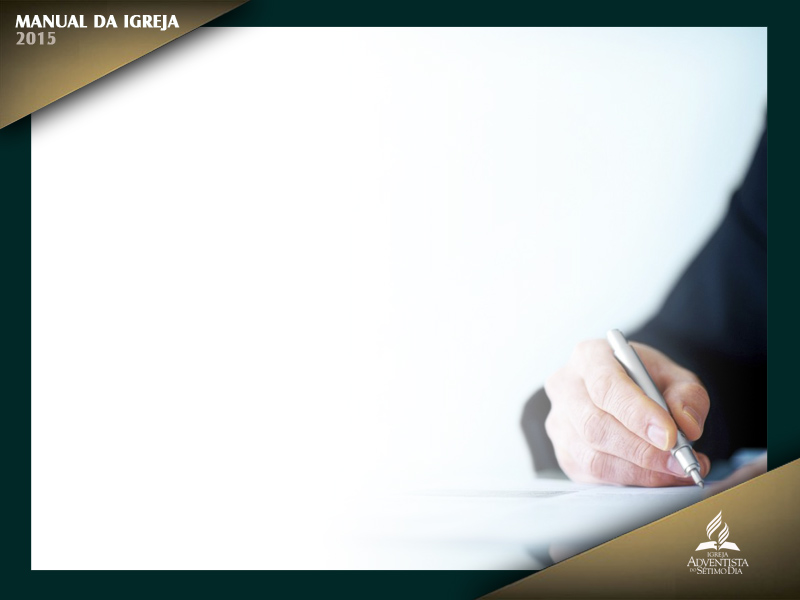 MANUAL DA IGREJA
2015
IGREJA
ADVENTISTA
DO SÉTIMO DIA